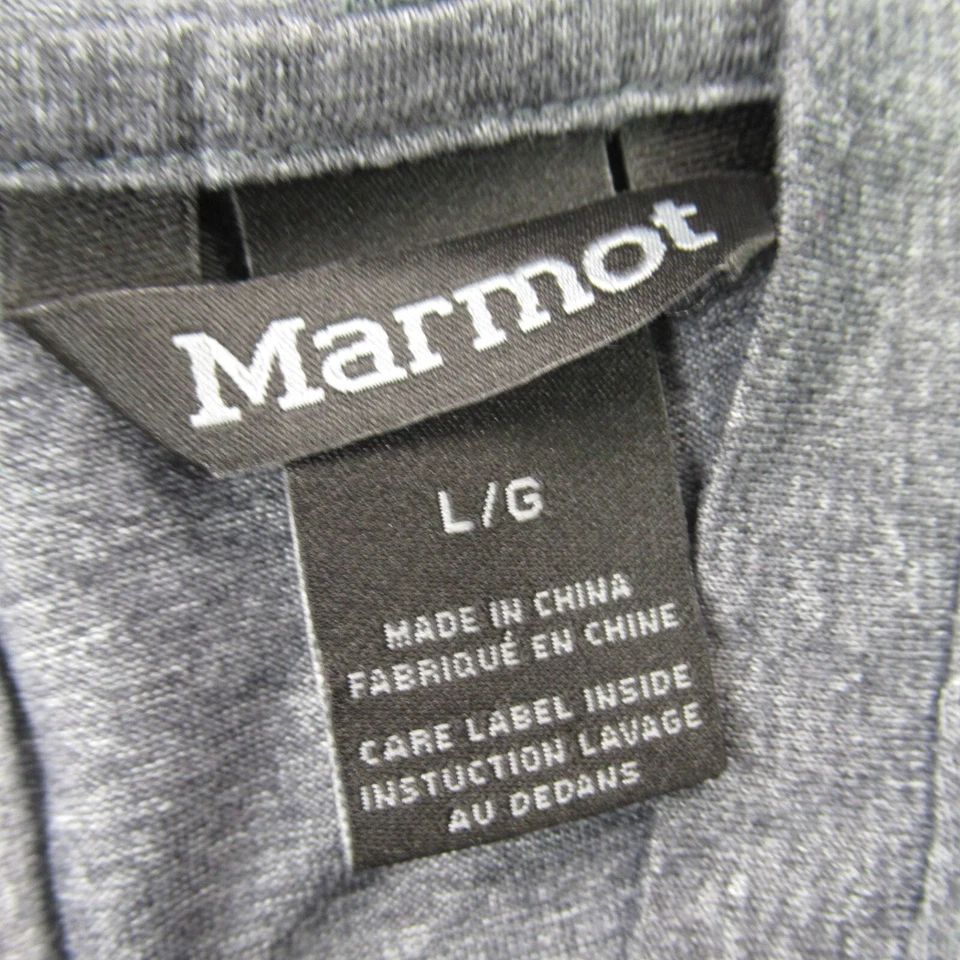 Marmot
L/G
MADE IN CHINA
FABRIQUÉ EN CHINE
CARE LABEL INSIDE
INSTUCTION LAVAGE
AU DEDANS